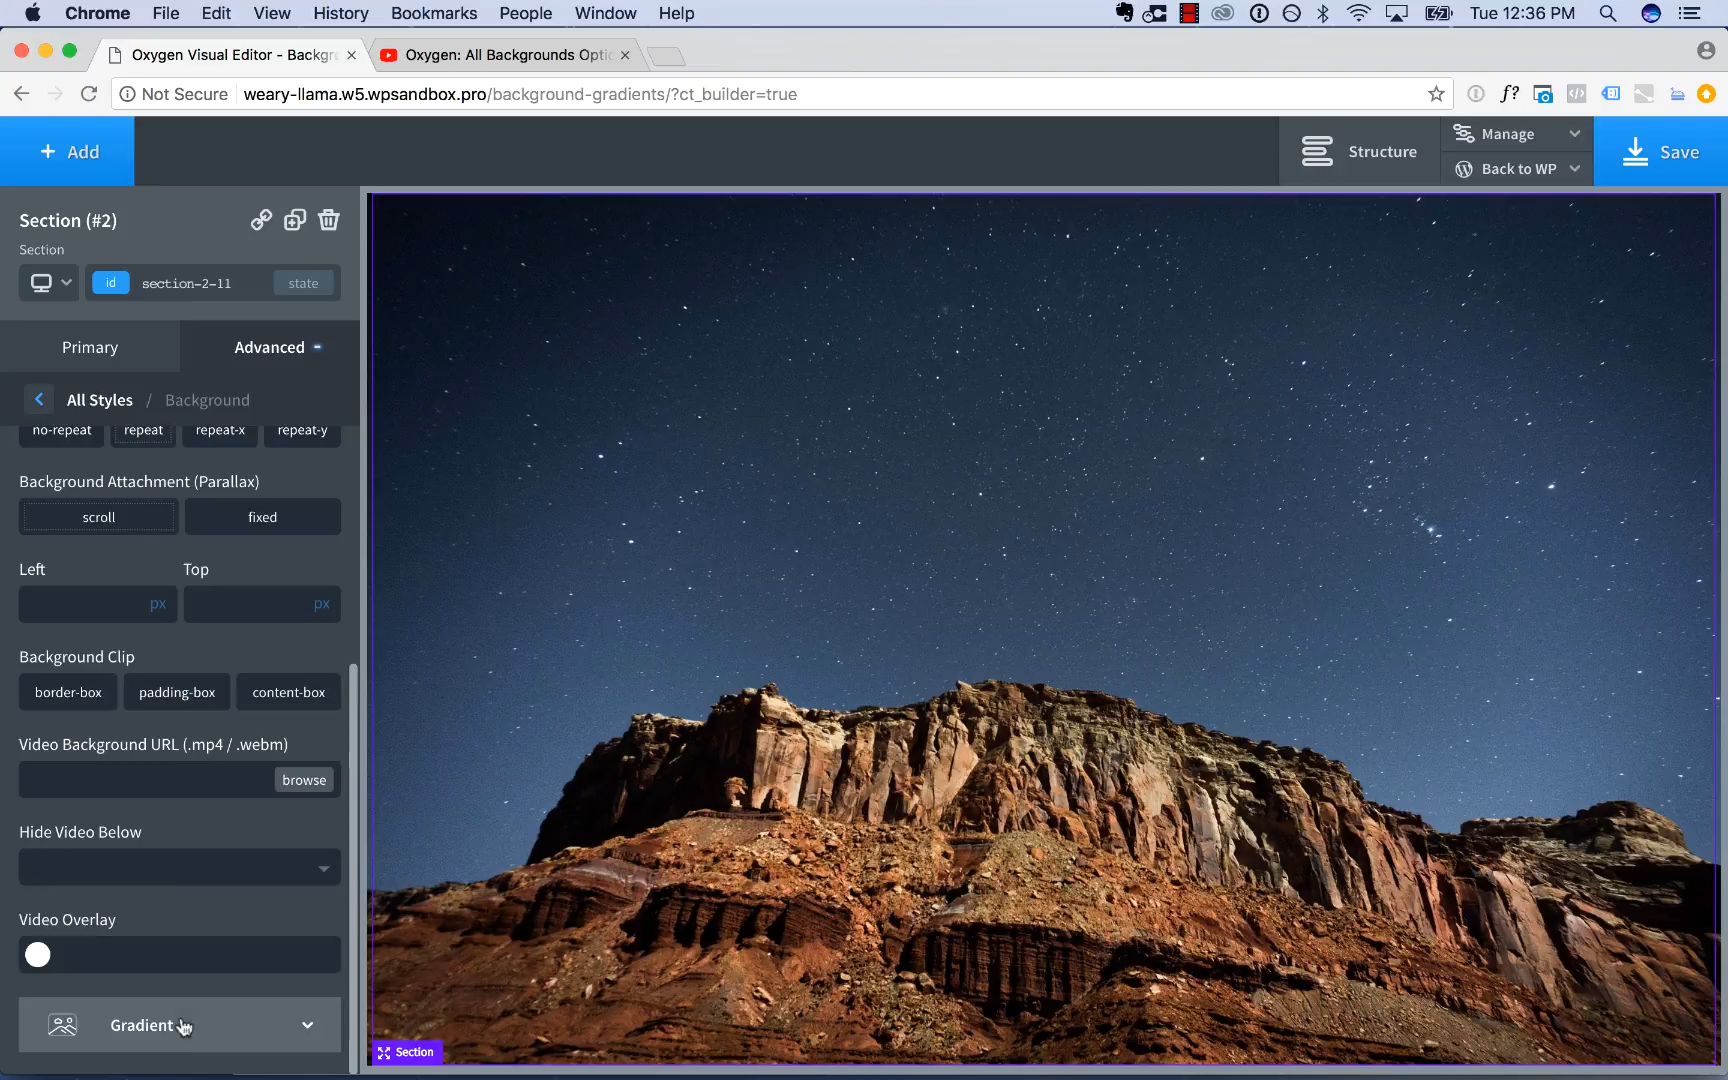 Chrome File Edit View History Bookmarks People Window Help Tue 12:36 PM
Oxygen Visual Editor - Backgr
Oxygen: All Backgrounds Optio
Not Secure weary-llama.w5.wpsandbox.pro/background-gradients/?ct_builder=true f?
+ Add
Structure
Manage
Back to WP
Save
Section (#2)
Section
id section-2-11 state
Primary Advanced
All Styles / Background
no-repeat repeat repeat-x repeat-y
Background Attachment (Parallax)
scroll fixed
Left Top
px px
Background Clip
border-box padding-box content-box
Video Background URL (.mp4 / .webm)
browse
Hide Video Below
Video Overlay
Gradient
Section